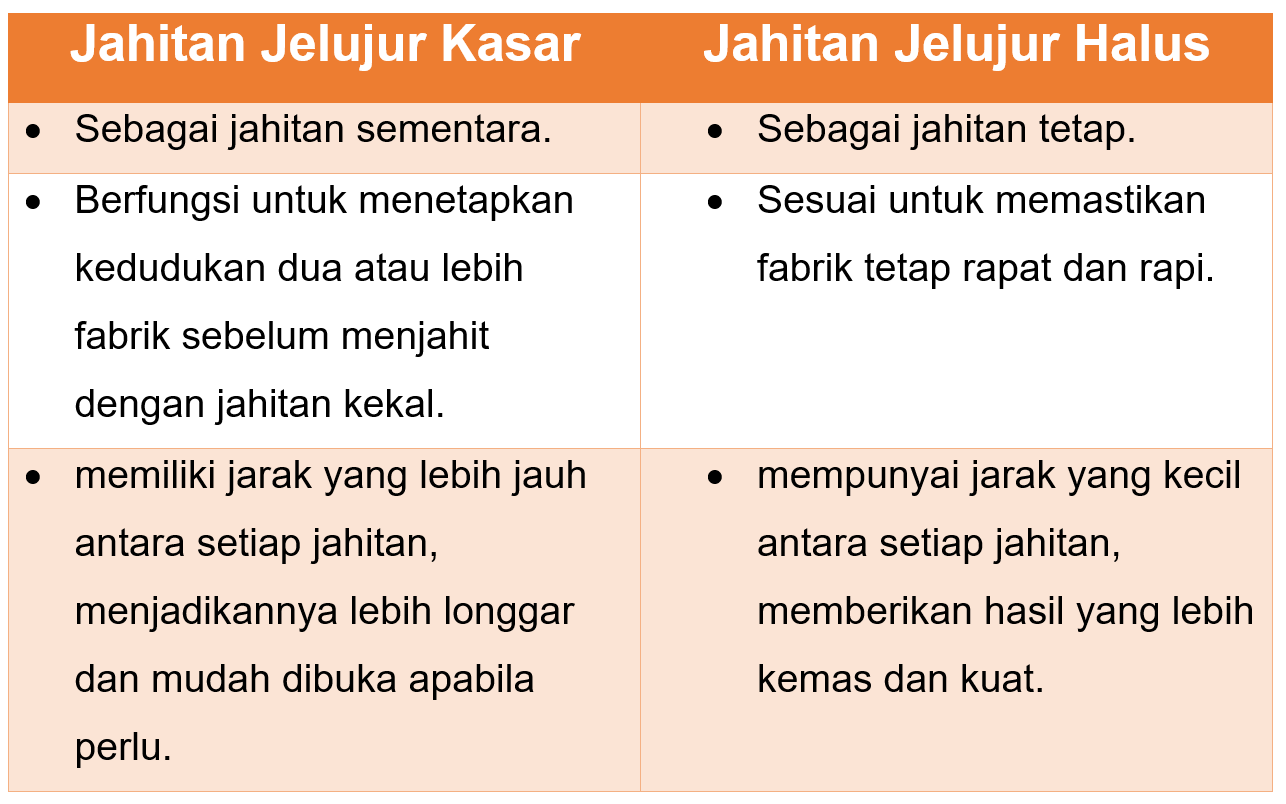 Jahitan Jelujur Kasar
Jahitan Jelujur Halus
• Sebagai jahitan sementara.
• Sebagai jahitan tetap.
• Berfungsi untuk menetapkan
kedudukan dua atau lebih
fabrik sebelum menjahit
dengan jahitan kekal.
• Sesuai untuk memastikan
fabrik tetap rapat dan rapi.
• memiliki jarak yang lebih jauh
antara setiap jahitan,
menjadikannya lebih longgar
dan mudah dibuka apabila
perlu.
• mempunyai jarak yang kecil
antara setiap jahitan,
memberikan hasil yang lebih
kemas dan kuat.